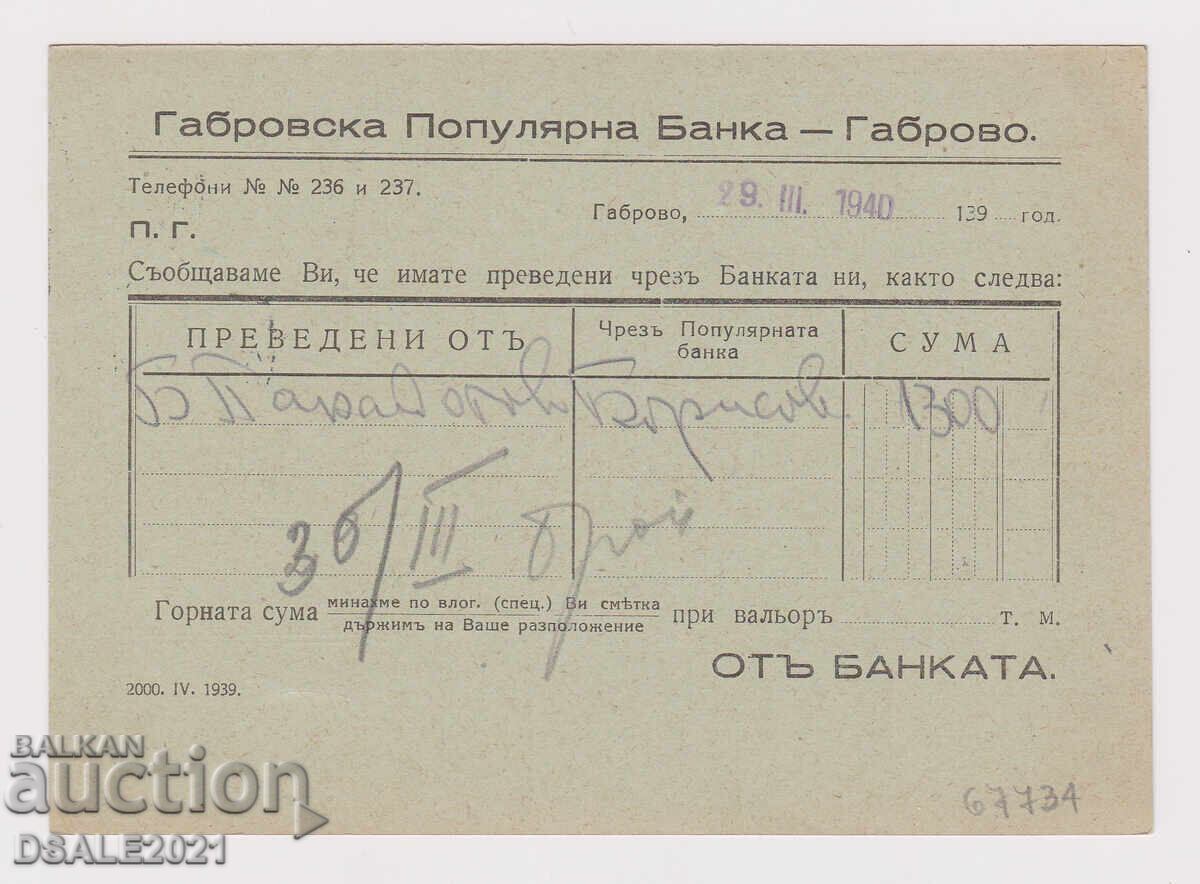 Габровска Популярна Банка — Габрово.
Телефони № № 236 и 237.
Габрово, 29. III. 1940 139 год.
П. Г.
Съобщаваме Ви, че имате преведени чрезъ Банката ни, както следва:
ПРЕВЕДЕНИ ОТЪ
Чрезъ Популярната банка
СУМА
Борисов 1300
30/III
Горната сума минахме по влог. (спец.) Ви смѣтка
държимъ на Ваше разположение при вальоръ т. м.
ОТЪ БАНКАТА.
2000. IV. 1939.
67734
BALKAN
auction
DSALE2021